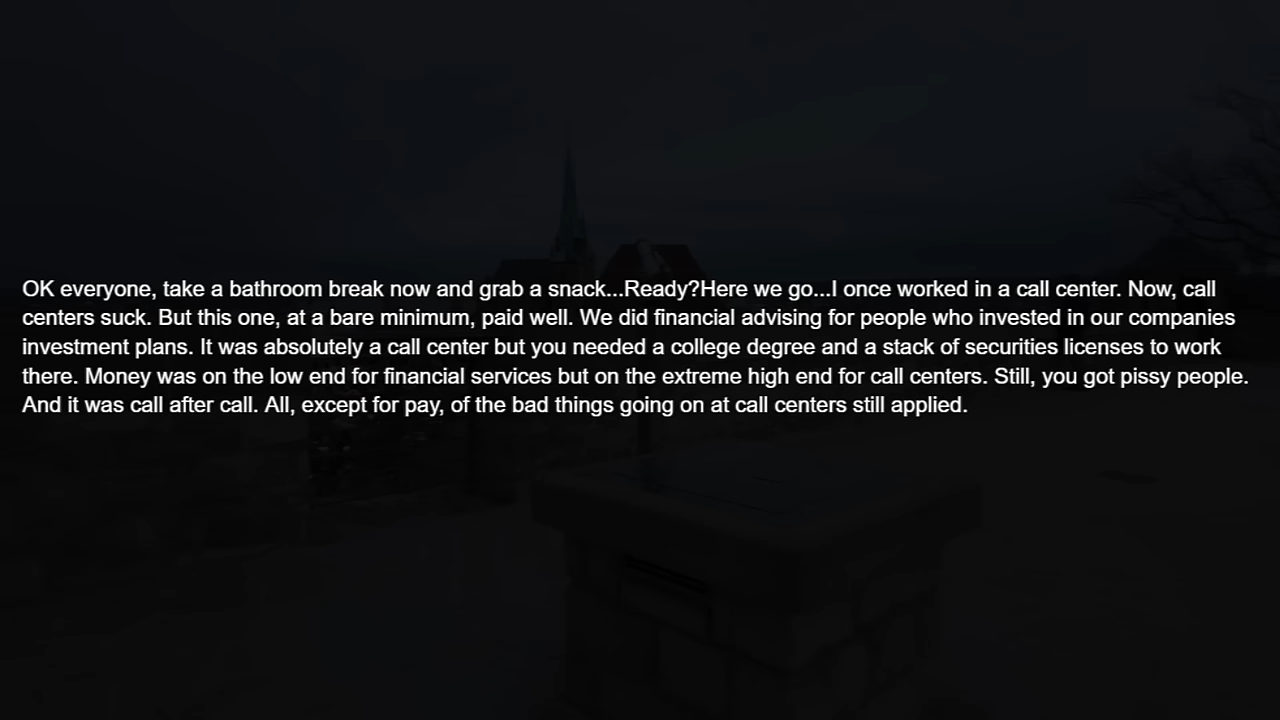 OK everyone, take a bathroom break now and grab a snack...Ready?Here we go...I once worked in a call center. Now, call
centers suck. But this one, at a bare minimum, paid well. We did financial advising for people who invested in our companies
investment plans. It was absolutely a call center but you needed a college degree and a stack of securities licenses to work
there. Money was on the low end for financial services but on the extreme high end for call centers. Still, you got pissy people.
And it was call after call. All, except for pay, of the bad things going on at call centers still applied.